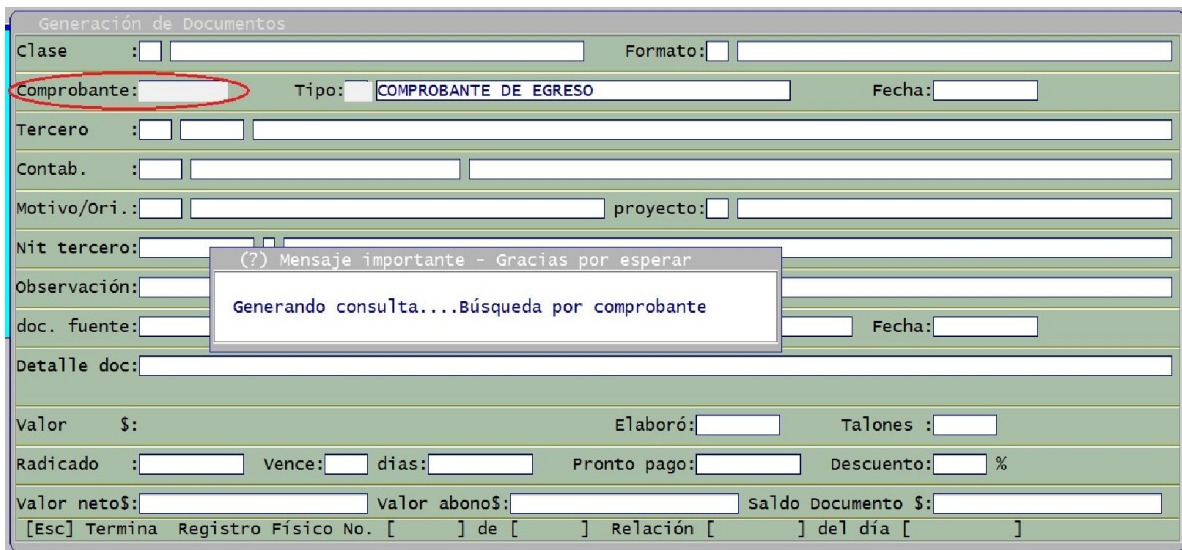 Generación de Documentos
Clase : Formato:
Comprobante: Tipo: COMPROBANTE DE EGRESO Fecha:
Tercero :
Contab. :
Motivo/Ori.: proyecto:
Nit tercero:
(?) Mensaje importante - Gracias por esperar
Observación:
Generando consulta....Búsqueda por comprobante
doc. fuente: Fecha:
Detalle doc:
Valor $: Elaboró: Talones :
Radicado : Vence: dias: Pronto pago: Descuento: %
Valor neto$: Valor abono$: Saldo Documento $:
[Esc] Termina Registro Físico No. [ ] de [ ] Relación [ ] del día [ ]